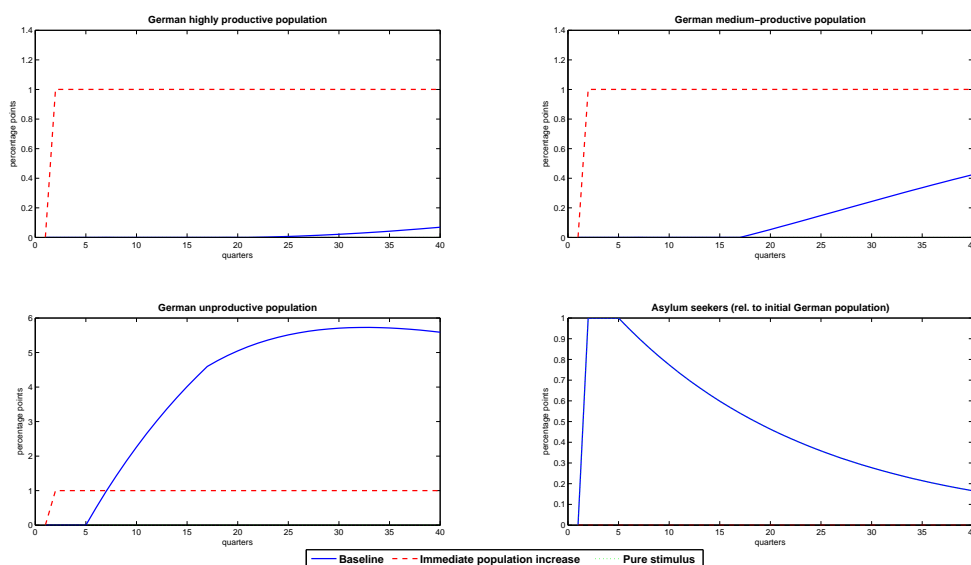 German highly productive population
German medium−productive population
1.4
1.2
1
0.8
0.6
0.4
0.2
0
percentage points
0 5 10 15 20 25 30 35 40
quarters
1.4
1.2
1
0.8
0.6
0.4
0.2
0
percentage points
0 5 10 15 20 25 30 35 40
quarters
German unproductive population
Asylum seekers (rel. to initial German population)
6
5
4
3
2
1
0
percentage points
0 5 10 15 20 25 30 35 40
quarters
1
0.9
0.8
0.7
0.6
0.5
0.4
0.3
0.2
0.1
0
percentage points
0 5 10 15 20 25 30 35 40
quarters
Baseline Immediate population increase Pure stimulus